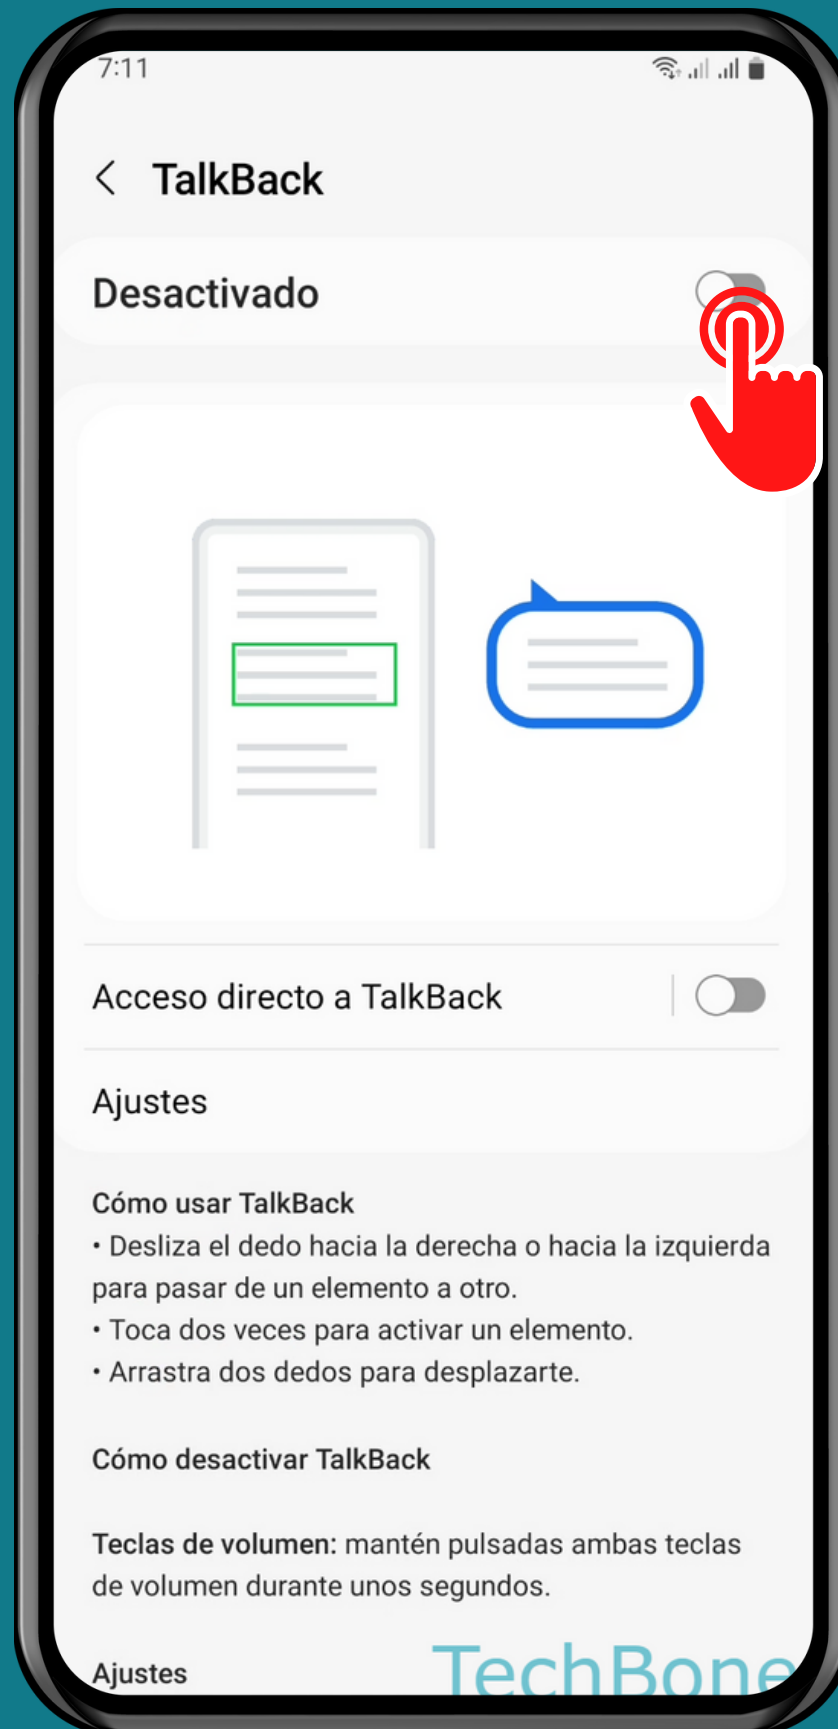 7:11
TalkBack
Desactivado
Acceso directo a TalkBack
Ajustes
Cómo usar TalkBack
• Desliza el dedo hacia la derecha o hacia la izquierda
para pasar de un elemento a otro.
• Toca dos veces para activar un elemento.
• Arrastra dos dedos para desplazarte.
Cómo desactivar TalkBack
Teclas de volumen: mantén pulsadas ambas teclas
de volumen durante unos segundos.
Ajustes
TechBone